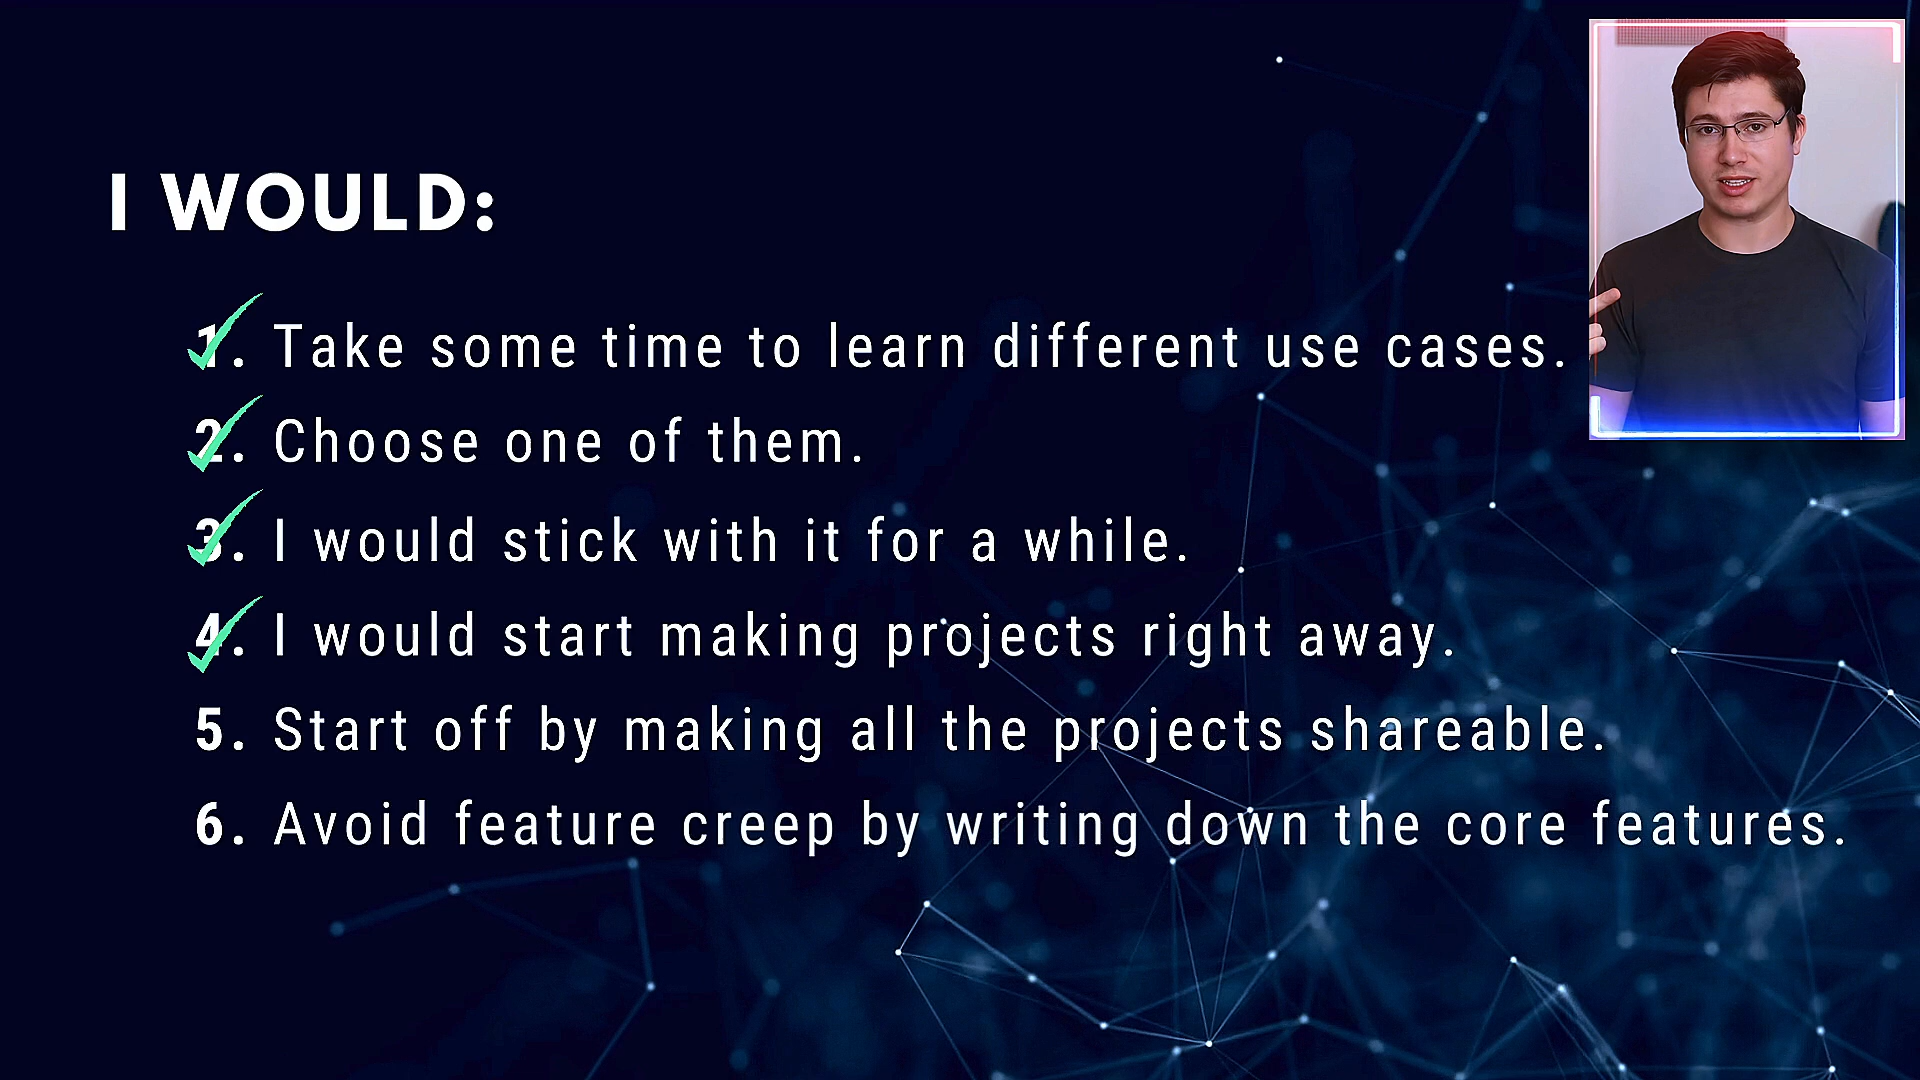 I WOULD:
1. Take some time to learn different use cases.
2. Choose one of them.
3. I would stick with it for a while.
4. I would start making projects right away.
5. Start off by making all the projects shareable.
6. Avoid feature creep by writing down the core features.